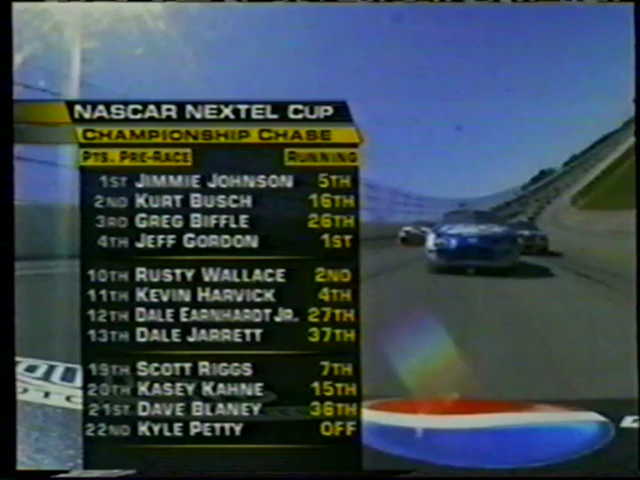 NASCAR NEXTEL CUP
CHAMPIONSHIP CHASE
PTS. PRE-RACE RUNNING
1ST JIMMIE JOHNSON 5TH
2ND KURT BUSCH 16TH
3RD GREG BIFFLE 26TH
4TH JEFF GORDON 1ST
10TH RUSTY WALLACE 2ND
11TH KEVIN HARVICK 4TH
12TH DALE EARNHARDT JR. 27TH
13TH DALE JARRETT 37TH
19TH SCOTT RIGGS 7TH
20TH KASEY KAHNE 15TH
21ST DAVE BLANEY 36TH
22ND KYLE PETTY OFF